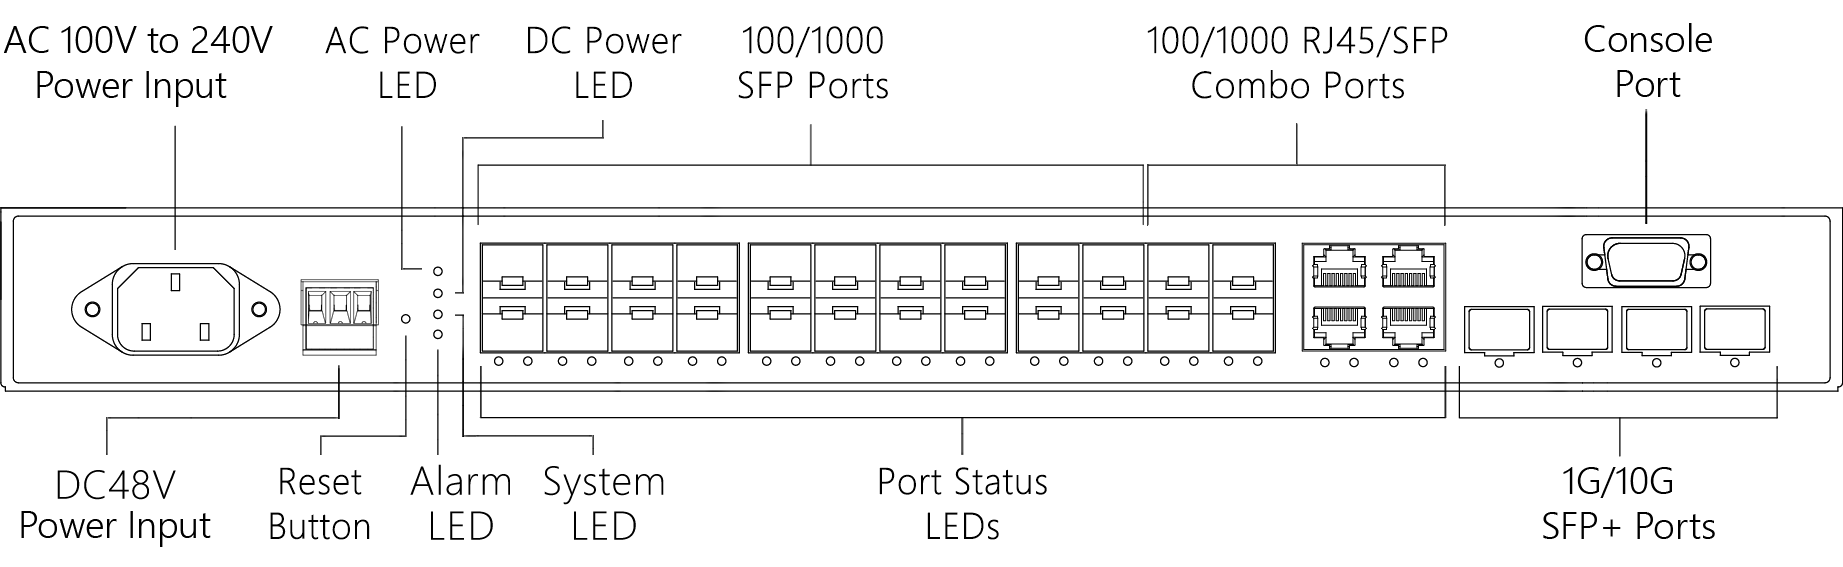 AC 100V to 240V
Power Input
AC Power
LED
DC Power
LED
100/1000
SFP Ports
100/1000 RJ45/SFP
Combo Ports
Console
Port
DC48V
Power Input
Reset
Button
Alarm
LED
System
LED
Port Status
LEDs
1G/10G
SFP+ Ports